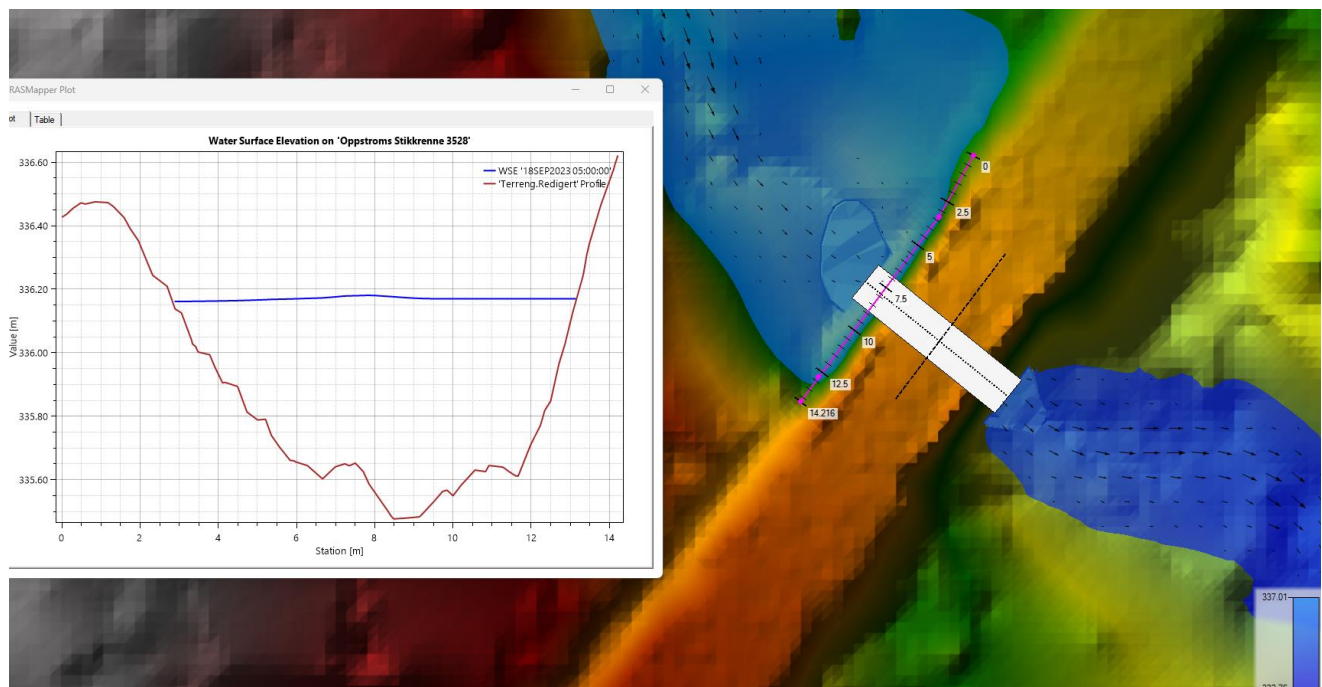 RASMapper Plot
Table
Water Surface Elevation on 'Oppstroms Stikkrenne 3528'
WSE '18SEP2023 05:00:00'
'Terreng.Redigert' Profile
336.60
336.40
336.20
336.00
335.80
335.60
Value [m]
0 2 4 6 8 10 12 14
Station [m]
0
2.5
5
7.5
10
12.5
14.216
337.01